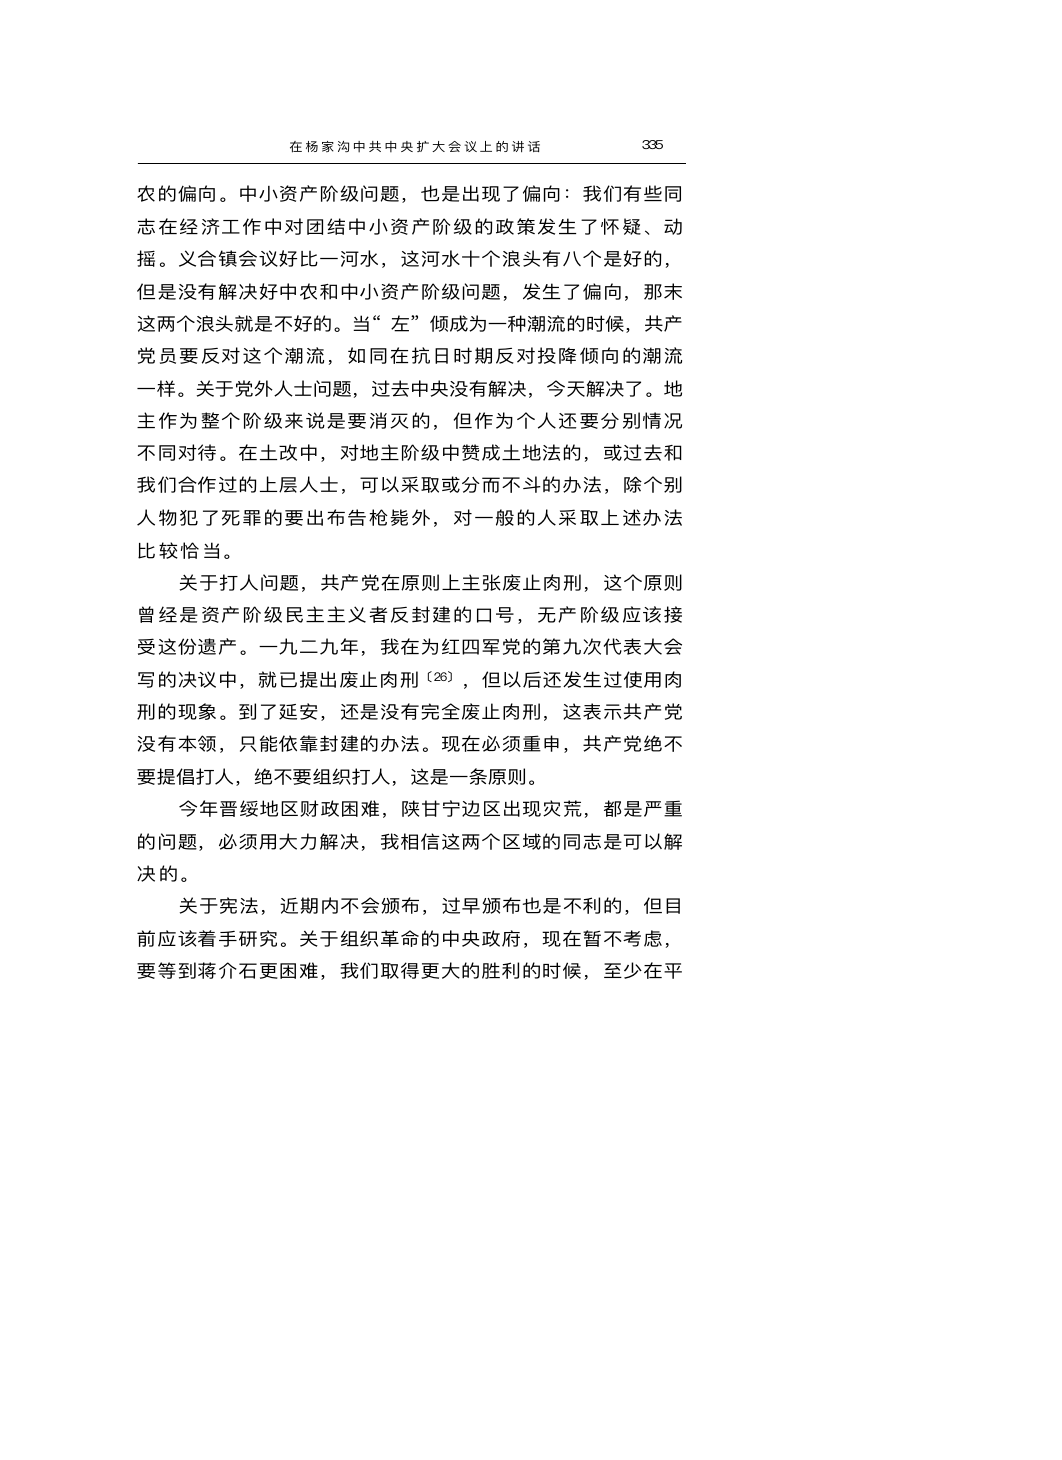 在杨家沟中共中央扩大会议上的讲话 335
农的偏向。中小资产阶级问题，也是出现了偏向：我们有些同
志在经济工作中对团结中小资产阶级的政策发生了怀疑、动
摇。义合镇会议好比一河水，这河水十个浪头有八个是好的，
但是没有解决好中农和中小资产阶级问题，发生了偏向，那末
这两个浪头就是不好的。当“左”倾成为一种潮流的时候，共产
党员要反对这个潮流，如同在抗日时期反对投降倾向的潮流
一样。关于党外人士问题，过去中央没有解决，今天解决了。地
主作为整个阶级来说是要消灭的，但作为个人还要分别情况
不同对待。在土改中，对地主阶级中赞成土地法的，或过去和
我们合作过的上层人士，可以采取或分而不斗的办法，除个别
人物犯了死罪的要出布告枪毙外，对一般的人采取上述办法
比较恰当。
关于打人问题，共产党在原则上主张废止肉刑，这个原则
曾经是资产阶级民主主义者反封建的口号，无产阶级应该接
受这份遗产。一九二九年，我在为红四军党的第九次代表大会
写的决议中，就已提出废止肉刑〔26〕，但以后还发生过使用肉
刑的现象。到了延安，还是没有完全废止肉刑，这表示共产党
没有本领，只能依靠封建的办法。现在必须重申，共产党绝不
要提倡打人，绝不要组织打人，这是一条原则。
今年晋绥地区财政困难，陕甘宁边区出现灾荒，都是严重
的问题，必须用大力解决，我相信这两个区域的同志是可以解
决的。
关于宪法，近期内不会颁布，过早颁布也是不利的，但目
前应该着手研究。关于组织革命的中央政府，现在暂不考虑，
要等到蒋介石更困难，我们取得更大的胜利的时候，至少在平